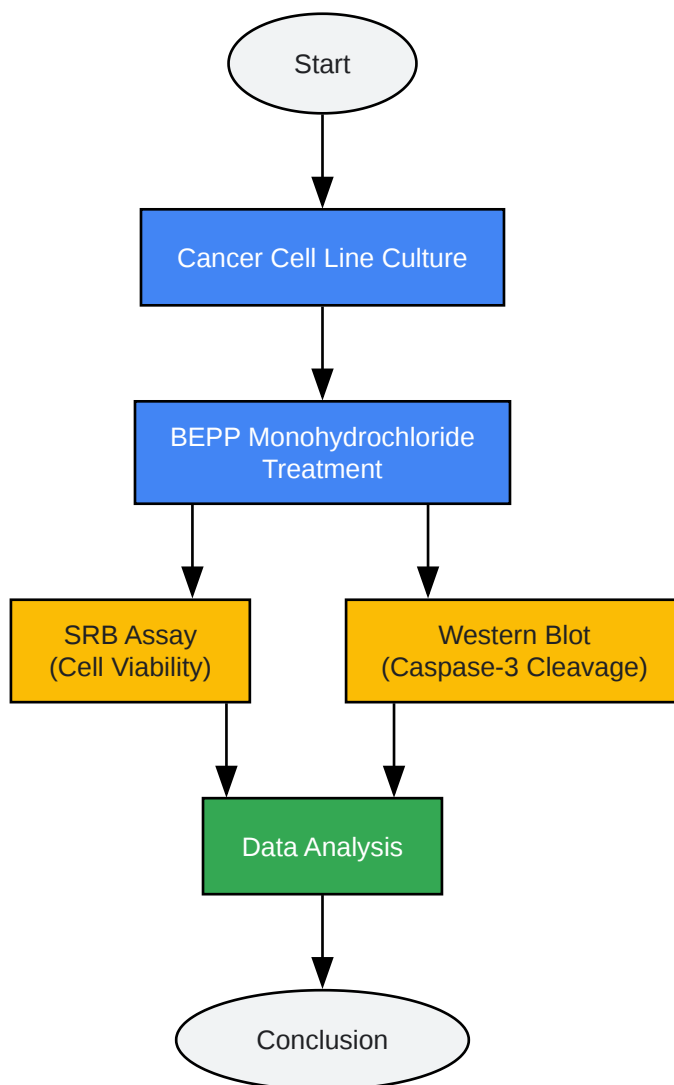 Start
Cancer Cell Line Culture
BEPP Monohydrochloride
Treatment
SRB Assay
(Cell Viability)
Western Blot
(Caspase-3 Cleavage)
Data Analysis
Conclusion